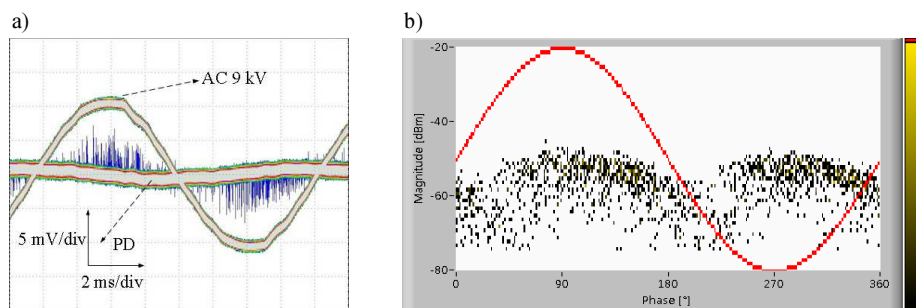 a)
AC 9 kV
5 mV/div
PD
2 ms/div
b)
-20
-40
-60
-80
Magnitude [dBm]
0
90
180
270
360
Phase [°]